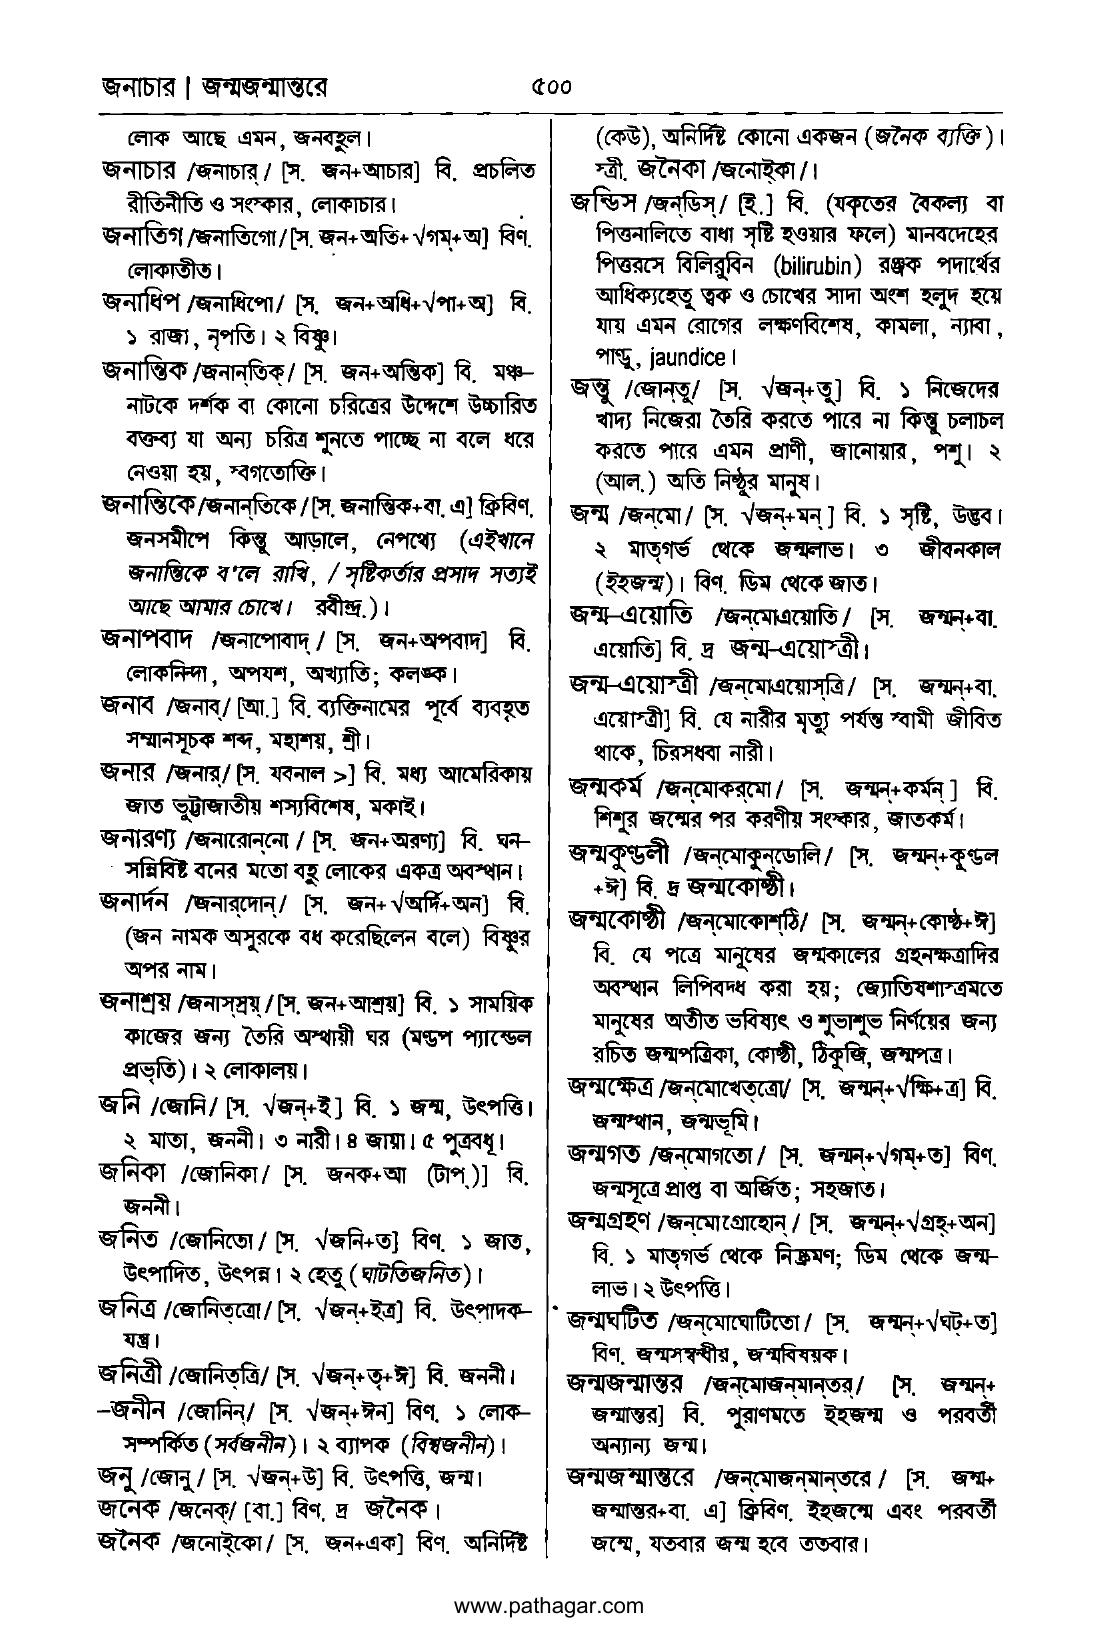 জনাচার | জন্মজন্মান্তরে
৫০০
লোক আছে এমন, জনবহুল।
জনাচার /জনাচার্/ [স. জন+আচার] বি. প্রচলিত
রীতিনীতি ও সংস্কার, লোকাচার।
জনাতিগ /জনাতিগো/ [স. জন+অতি+√গম্+অ] বিণ.
লোকাতীত।
জনাধিপ /জনাধিপো/ [স. জন+অধি+√পা+অ] বি.
১ রাজা, নৃপতি। ২ বিষ্ণু।
জনান্তিক /জনান্‌তিক্/ [স. জন+অন্তিক] বি. মঞ্চ–
নাটকে দর্শক বা কোনো চরিত্রের উদ্দেশে উচ্চারিত
বক্তব্য যা অন্য চরিত্র শুনতে পাচ্ছে না বলে ধরে
নেওয়া হয়, স্বগতোক্তি।
জনান্তিকে /জনান্‌তিকে/ [স. জনান্তিক+বা. এ] ক্রিবিণ.
জনসমীপে কিন্তু আড়ালে, নেপথ্যে (এইখানে
জনান্তিকে ব'লে রাখি, / সৃষ্টিকর্তার প্রসাদ সত্যই
আছে আমার চোখে। রবীন্দ্র.)।
জনাপবাদ /জনাপোবাদ্/ [স. জন+অপবাদ] বি.
লোকনিন্দা, অপযশ, অখ্যাতি; কলঙ্ক।
জনাব /জনাব্/ [আ.] বি. ব্যক্তিনামের পূর্বে ব্যবহৃত
সম্মানসূচক শব্দ, মহাশয়, শ্রী।
জনার /জনার্/ [স. যবনাল >] বি. মধ্য আমেরিকায়
জাত ভুট্টাজাতীয় শস্যবিশেষ, মকাই।
জনারণ্য /জনারোন্‌নো / [স. জন+অরণ্য] বি. ঘন–
সন্নিবিষ্ট বনের মতো বহু লোকের একত্র অবস্থান।
জনার্দন /জনার্‌দোন্/ [স. জন+√অর্দি+অন] বি.
(জন নামক অসুরকে বধ করেছিলেন বলে) বিষ্ণুর
অপর নাম।
জনাশ্রয় /জনাস্‌স্রয়্/ [স. জন+আশ্রয়] বি. ১ সাময়িক
কাজের জন্য তৈরি অস্থায়ী ঘর (মণ্ডপ প্যান্ডেল
প্রভৃতি)। ২ লোকালয়।
জনি /জোনি/ [স. √জন্+ই] বি. ১ জন্ম, উৎপত্তি।
২ মাতা, জননী। ৩ নারী। ৪ জায়া। ৫ পুত্রবধূ।
জনিকা /জোনিকা/ [স. জনক+আ (টাপ্)] বি.
জননী।
জনিত /জোনিতো/ [স. √জনি+ত] বিণ. ১ জাত,
উৎপাদিত, উৎপন্ন। ২ হেতু (ঘাটতিজনিত)।
জনিত্র /জোনিত্‌ত্রো/ [স. √জন্+ইত্র] বি. উৎপাদক–
যন্ত্র।
জনিত্রী /জোনিত্‌ত্রি/ [স. √জন্+তৃ+ঈ] বি. জননী।
–জনীন /জোনিন্/ [স. √জন্+ঈন] বিণ. ১ লোক–
সম্পর্কিত (সর্বজনীন)। ২ ব্যাপক (বিশ্বজনীন)।
জনু /জোনু/ [স. √জন্+উ] বি. উৎপত্তি, জন্ম।
জনেক /জনেক্/ [বা.] বিণ. দ্র জনৈক।
জনৈক /জনোই্‌কো/ [স. জন+এক] বিণ. অনির্দিষ্ট
(কেউ), অনির্দিষ্ট কোনো একজন (জনৈক ব্যক্তি)।
স্ত্রী. জনৈকা /জনোই্‌কা/।
জন্ডিস /জন্‌ডিস্/ [ই.] বি. (যকৃতের বৈকল্য বা
পিত্তনালিতে বাধা সৃষ্টি হওয়ার ফলে) মানবদেহের
পিত্তরসে বিলিরুবিন (bilirubin) রঞ্জক পদার্থের
আধিক্যহেতু ত্বক ও চোখের সাদা অংশ হলুদ হয়ে
যায় এমন রোগের লক্ষণবিশেষ, কামলা, ন্যাবা,
পাণ্ডু, jaundice।
জন্তু /জোন্‌তু/ [স. √জন্+তু] বি. ১ নিজেদের
খাদ্য নিজেরা তৈরি করতে পারে না কিন্তু চলাচল
করতে পারে এমন প্রাণী, জানোয়ার, পশু। ২
(আল.) অতি নিষ্ঠুর মানুষ।
জন্ম /জন্‌মো/ [স. √জন্+মন্] বি. ১ সৃষ্টি, উদ্ভব।
২ মাতৃগর্ভ থেকে জন্মলাভ। ৩ জীবনকাল
(ইহজন্ম)। বিণ. ডিম থেকে জাত।
জন্ম–এয়োতি /জন্‌মোএয়োতি/ [স. জন্মন্+বা.
এয়োতি] বি. দ্র জন্ম–এয়োস্ত্রী।
জন্ম–এয়োস্ত্রী /জন্‌মোএয়োস্‌ত্রি/ [স. জন্মন্+বা.
এয়োস্ত্রী] বি. যে নারীর মৃত্যু পর্যন্ত স্বামী জীবিত
থাকে, চিরসধবা নারী।
জন্মকর্ম /জন্‌মোকর্‌মো/ [স. জন্মন্+কর্মন্] বি.
শিশুর জন্মের পর করণীয় সংস্কার, জাতকর্ম।
জন্মকুণ্ডলী /জন্‌মোকুন্‌ডোলি/ [স. জন্মন্+কুণ্ডল
+ঈ] বি. দ্র জন্মকোষ্ঠী।
জন্মকোষ্ঠী /জন্‌মোকোশ্‌ঠি/ [স. জন্মন্+কোষ্ঠ+ঈ]
বি. যে পত্রে মানুষের জন্মকালের গ্রহনক্ষত্রাদির
অবস্থান লিপিবদ্ধ করা হয়; জ্যোতিষশাস্ত্রমতে
মানুষের অতীত ভবিষ্যৎ ও শুভাশুভ নির্ণয়ের জন্য
রচিত জন্মপত্রিকা, কোষ্ঠী, ঠিকুজি, জন্মপত্র।
জন্মক্ষেত্র /জন্‌মোখেত্‌ত্রো/ [স. জন্মন্+√ক্ষি+ত্র] বি.
জন্মস্থান, জন্মভূমি।
জন্মগত /জন্‌মোগতো/ [স. জন্মন্+√গম্+ত] বিণ.
জন্মসূত্রে প্রাপ্ত বা অর্জিত; সহজাত।
জন্মগ্রহণ /জন্‌মোগ্রোহোন্/ [স. জন্মন্+√গ্রহ্+অন]
বি. ১ মাতৃগর্ভ থেকে নিষ্ক্রমণ; ডিম থেকে জন্ম–
লাভ। ২ উৎপত্তি।
জন্মঘটিত /জন্‌মোঘোটিতো/ [স. জন্মন্+√ঘট্+ত]
বিণ. জন্মসম্বন্ধীয়, জন্মবিষয়ক।
জন্মজন্মান্তর /জন্‌মোজন্‌মান্‌তর্/ [স. জন্মন্+
জন্মান্তর] বি. পুরাণমতে ইহজন্ম ও পরবর্তী
অন্যান্য জন্ম।
জন্মজন্মান্তরে /জন্‌মোজন্‌মান্‌তরে/ [স. জন্ম+
জন্মান্তর+বা. এ] ক্রিবিণ. ইহজন্মে এবং পরবর্তী
জন্মে, যতবার জন্ম হবে ততবার।
www.pathagar.com